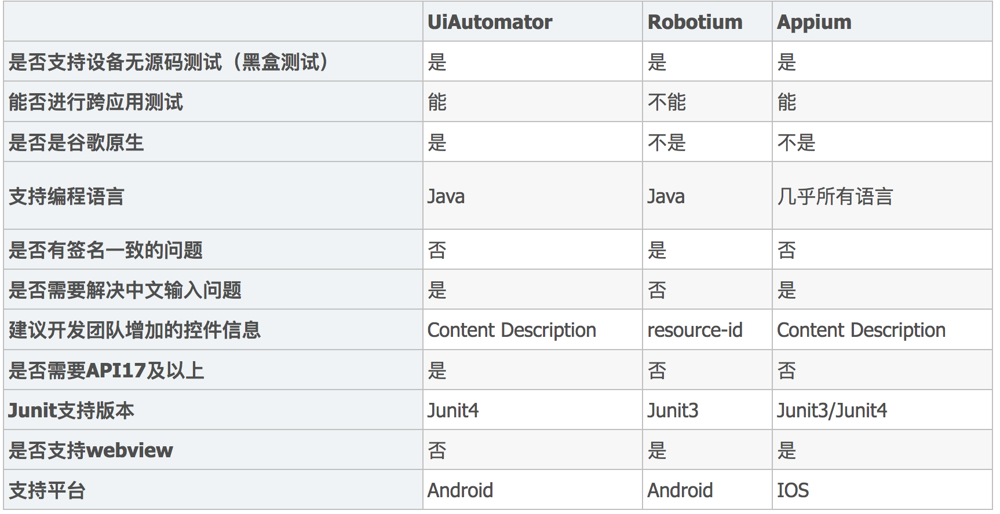 UiAutomator Robotium Appium
是否支持设备无源码测试（黑盒测试） 是 是 是
能否进行跨应用测试 能 不能 能
是否是谷歌原生 是 不是 不是
支持编程语言 Java Java 几乎所有语言
是否有签名一致的问题 否 是 否
是否需要解决中文输入问题 是 否 是
建议开发团队增加的控件信息 Content Description resource-id Content Description
是否需要API17及以上 是 否 否
Junit支持版本 Junit4 Junit3 Junit3/Junit4
是否支持webview 否 是 是
支持平台 Android Android IOS